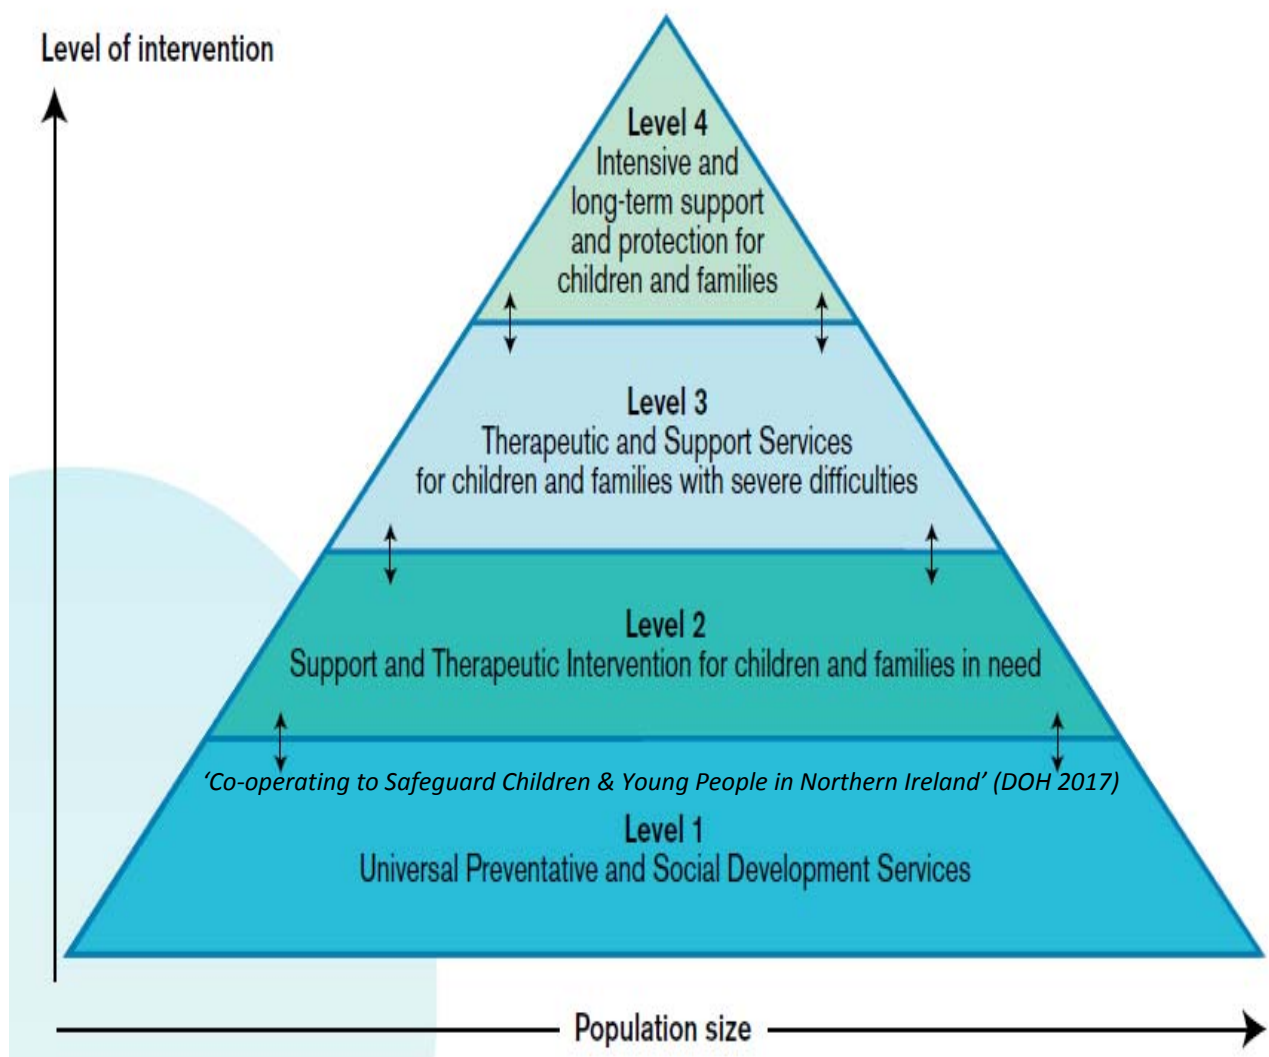 Level of intervention
Level 4
Intensive and
long-term support
and protection for
children and families
Level 3
Therapeutic and Support Services
for children and families with severe difficulties
Level 2
Support and Therapeutic Intervention for children and families in need
‘Co-operating to Safeguard Children & Young People in Northern Ireland’ (DOH 2017)
Level 1
Universal Preventative and Social Development Services
Population size